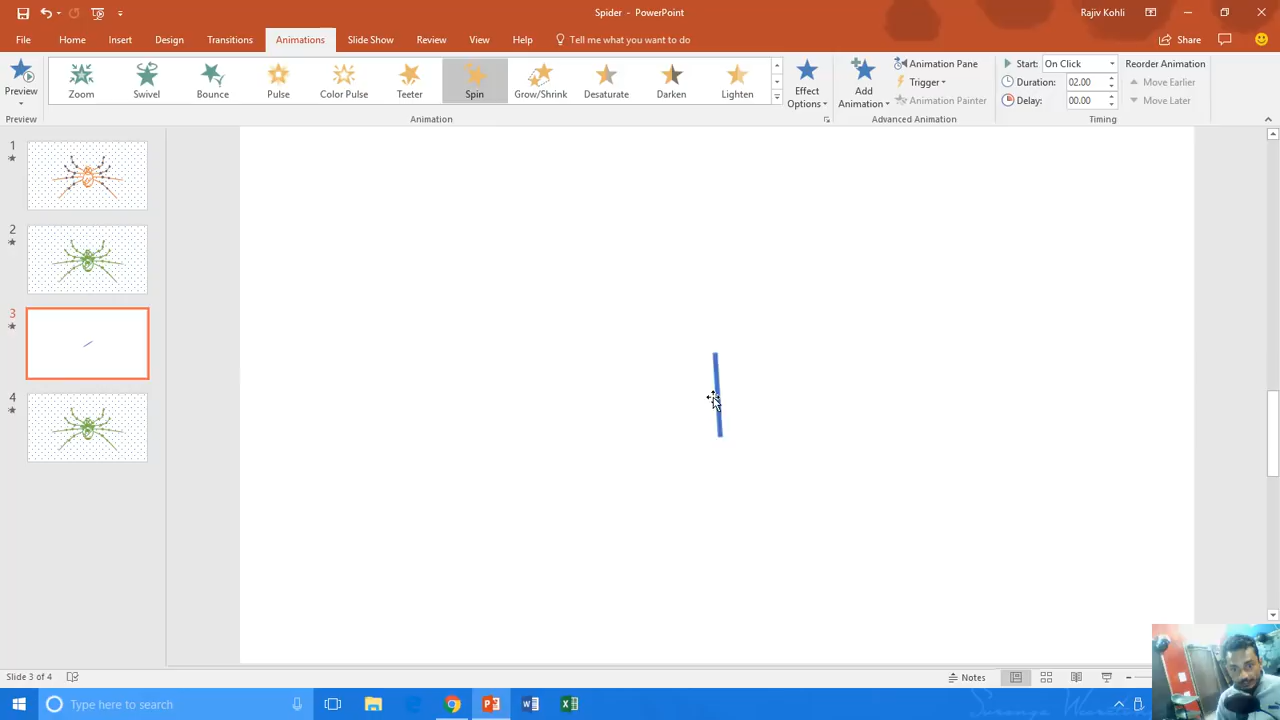 Spider - PowerPoint
Rajiv Kohli
File Home Insert Design Transitions Animations Slide Show Review View Help Tell me what you want to do
Share
Preview
Zoom Swivel Bounce Pulse Color Pulse Teeter Spin Grow/Shrink Desaturate Darken Lighten
Effect Options
Add Animation
Animation Pane
Trigger
Animation Painter
Start: On Click
Duration: 02.00
Delay: 00.00
Reorder Animation
Move Earlier
Move Later
Preview Animation Advanced Animation Timing
1
2
3
4
Slide 3 of 4
Notes
Type here to search